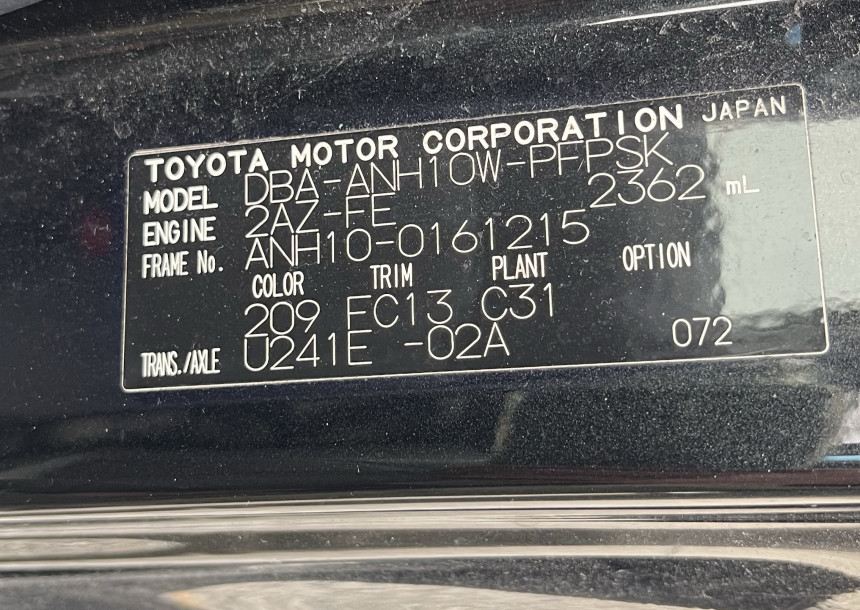 TOYOTA MOTOR CORPORATION JAPAN
MODEL DBA-ANH10W-PFPSK
ENGINE 2AZ-FE 2362 mL
FRAME No. ANH10-0161215
COLOR TRIM PLANT OPTION
209 FC13 C31
TRANS./AXLE U241E -02A 072